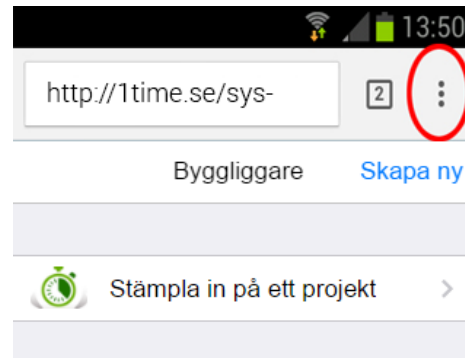 13:50
http://1time.se/sys-
2
Byggliggare
Skapa ny
Stämpla in på ett projekt